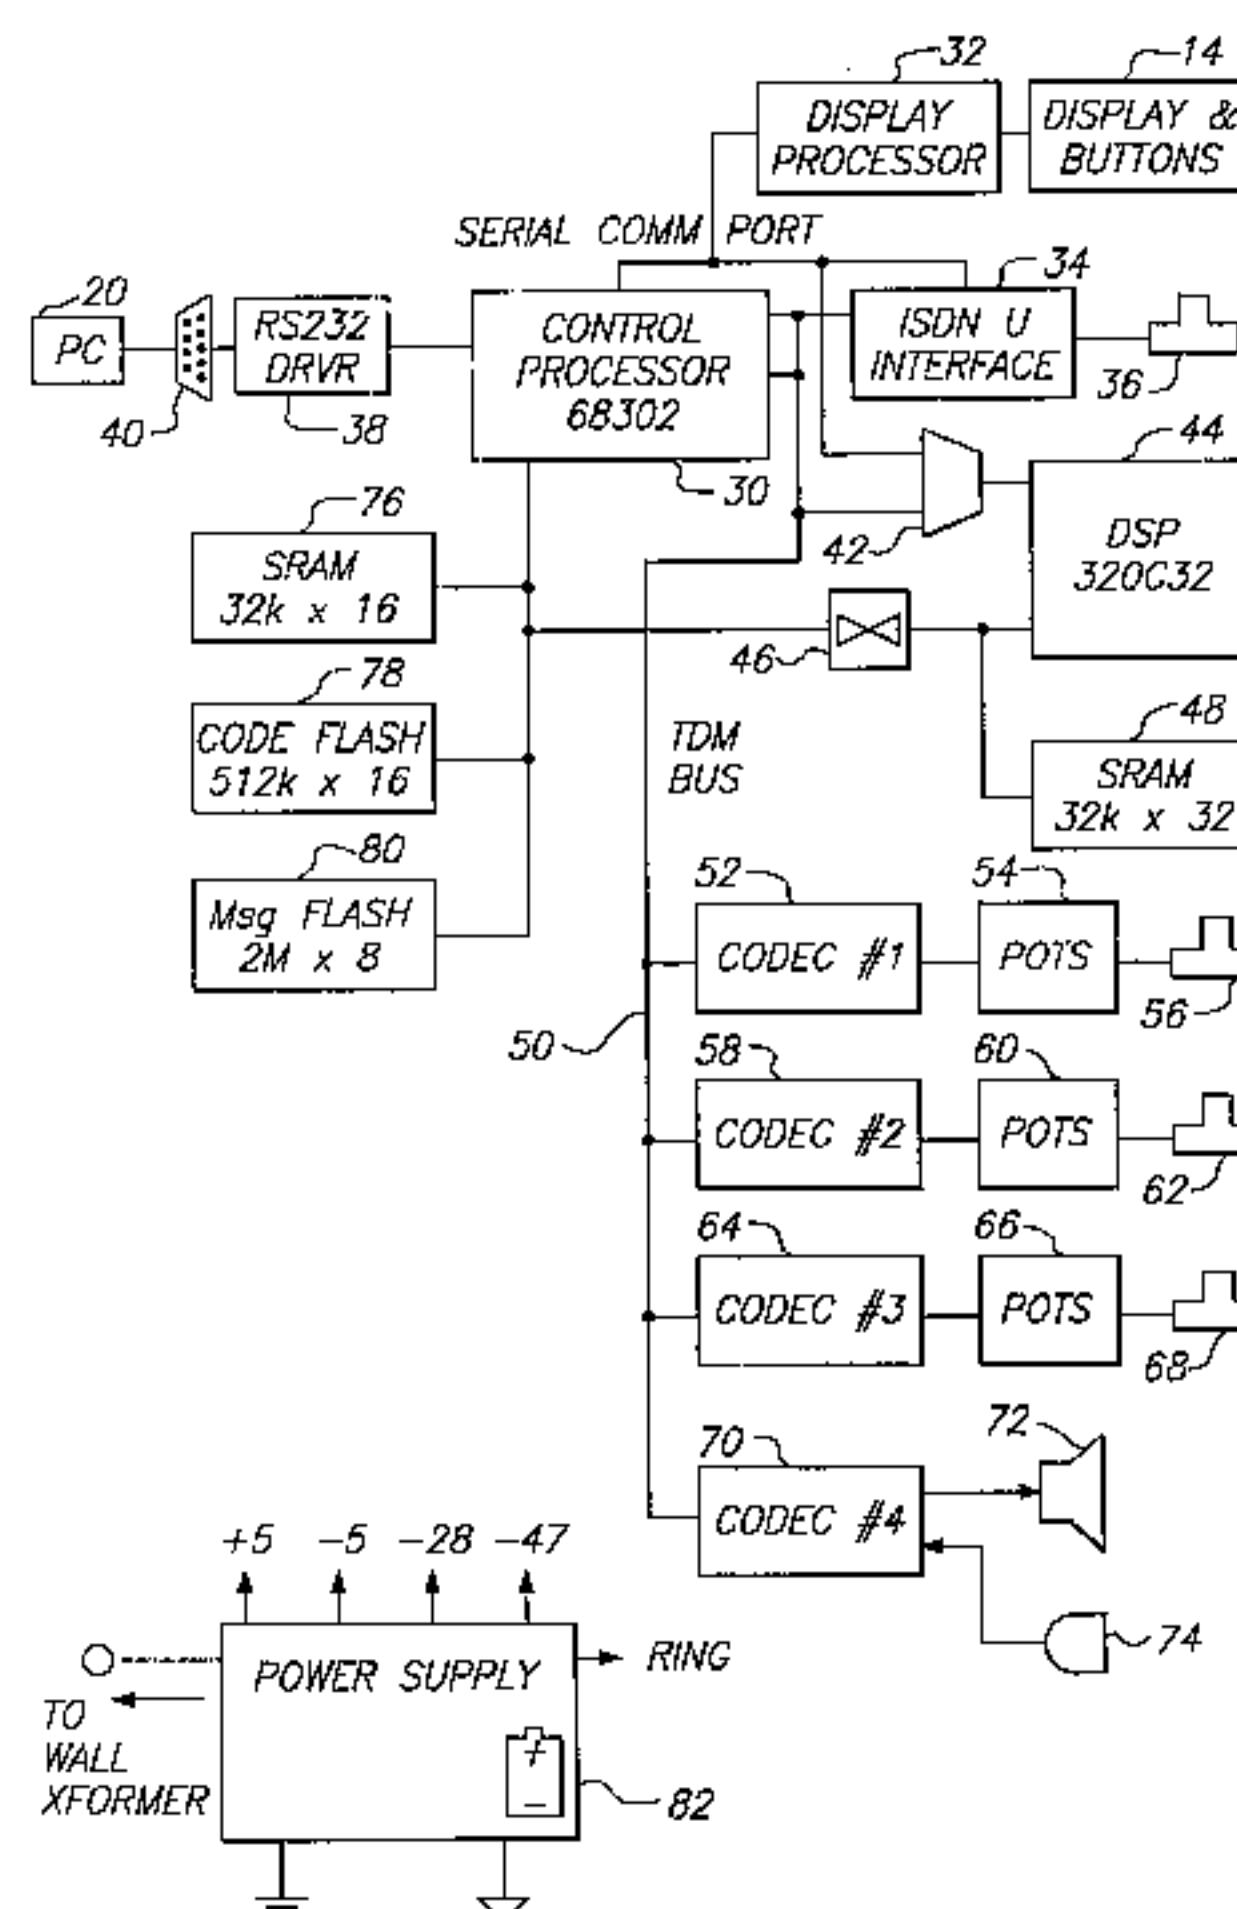 32
14
DISPLAY
PROCESSOR
DISPLAY &
BUTTONS
SERIAL COMM PORT
34
20
PC
RS232
DRVR
CONTROL
PROCESSOR
68302
ISDN U
INTERFACE
36
40
38
30
44
76
SRAM
32k x 16
42
DSP
320C32
46
78
CODE FLASH
512k x 16
TDM
BUS
48
SRAM
32k x 32
80
Msg FLASH
2M x 8
52
54
CODEC #1
POTS
56
50
58
60
CODEC #2
POTS
62
64
66
CODEC #3
POTS
68
70
72
CODEC #4
+5 -5 -28 -47
74
POWER SUPPLY
RING
TO
WALL
XFORMER
+
-
82